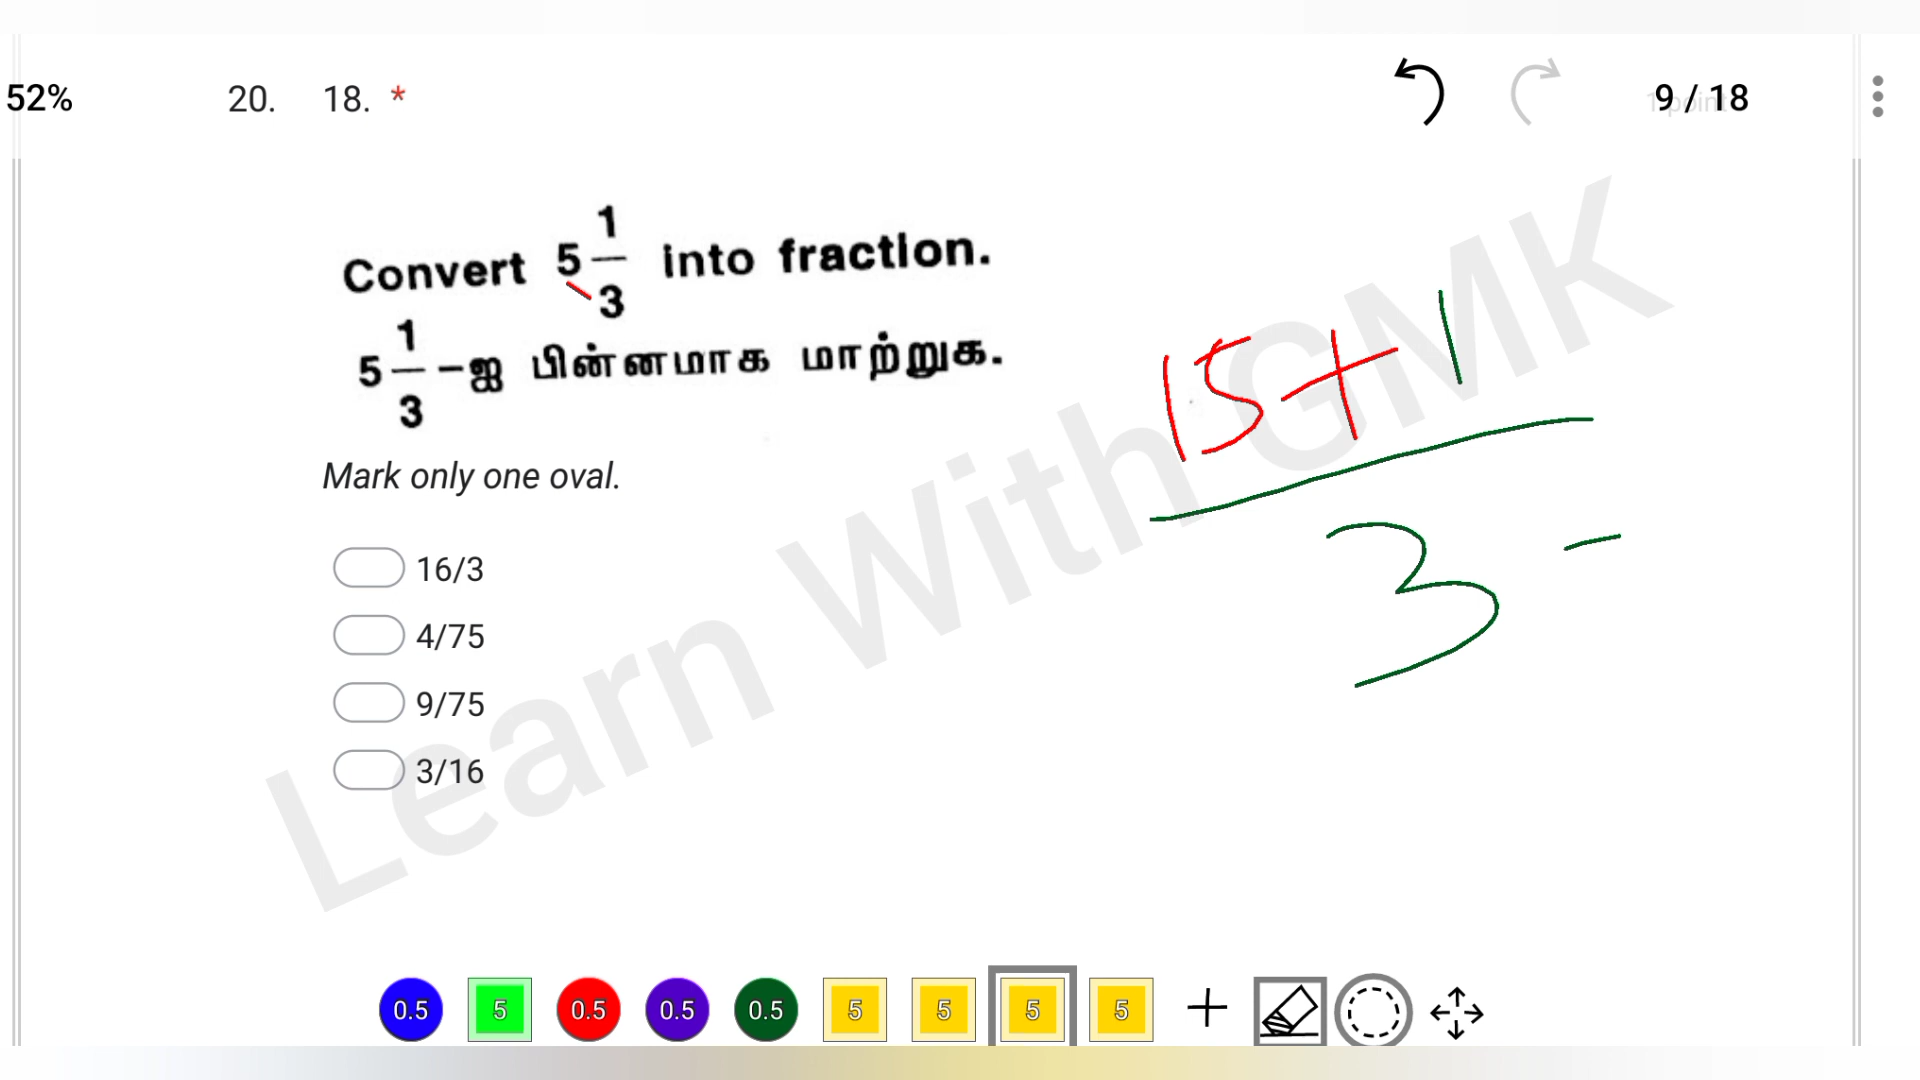 52%
20. 18. * 9 / 18
Convert 5 1/3 into fraction.
5 1/3 -ஐ பின்னமாக மாற்றுக.
15 + 1
3 -
Mark only one oval.
16/3
4/75
9/75
3/16
Learn With GMK
0.5 5 0.5 0.5 0.5 5 5 5 5